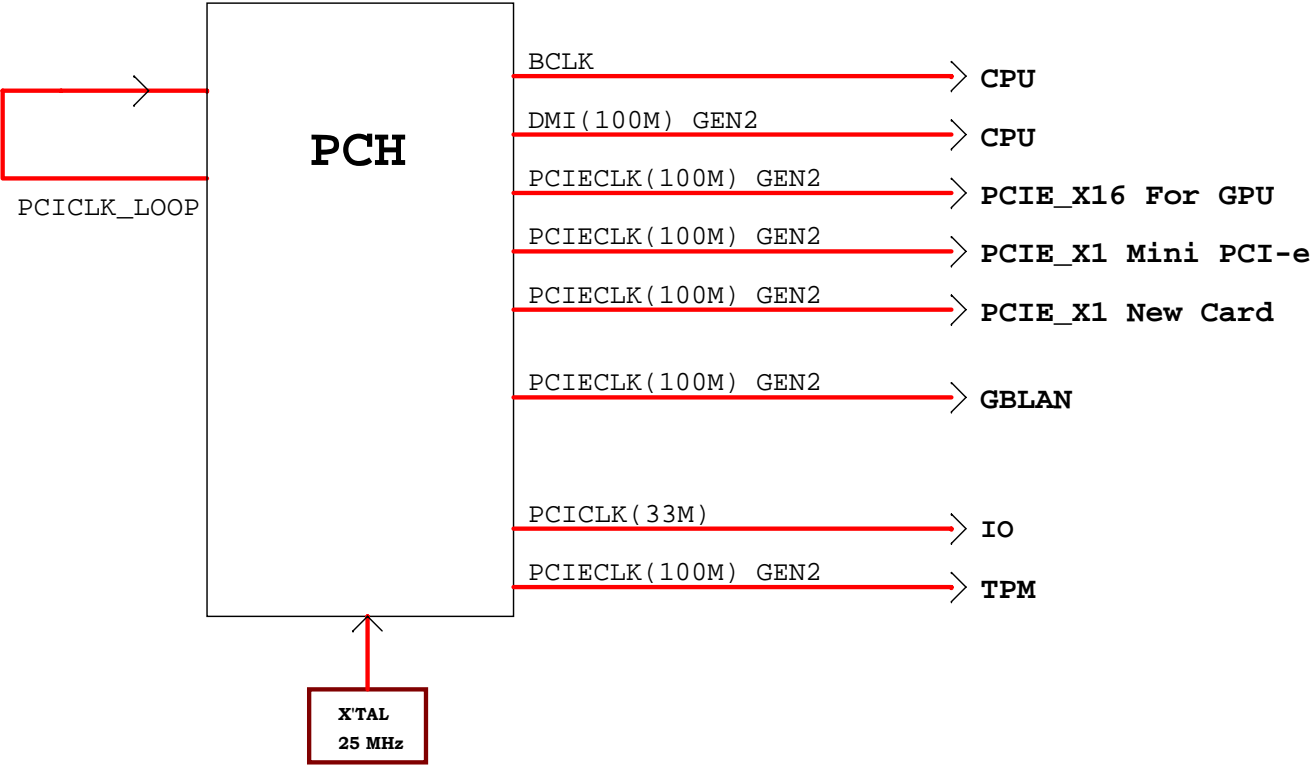 BCLK
CPU
DMI(100M) GEN2
CPU
PCH
PCIECLK(100M) GEN2
PCIE_X16 For GPU
PCICLK_LOOP
PCIECLK(100M) GEN2
PCIE_X1 Mini PCI-e
PCIECLK(100M) GEN2
PCIE_X1 New Card
PCIECLK(100M) GEN2
GBLAN
PCICLK(33M)
IO
PCIECLK(100M) GEN2
TPM
X'TAL
25 MHz